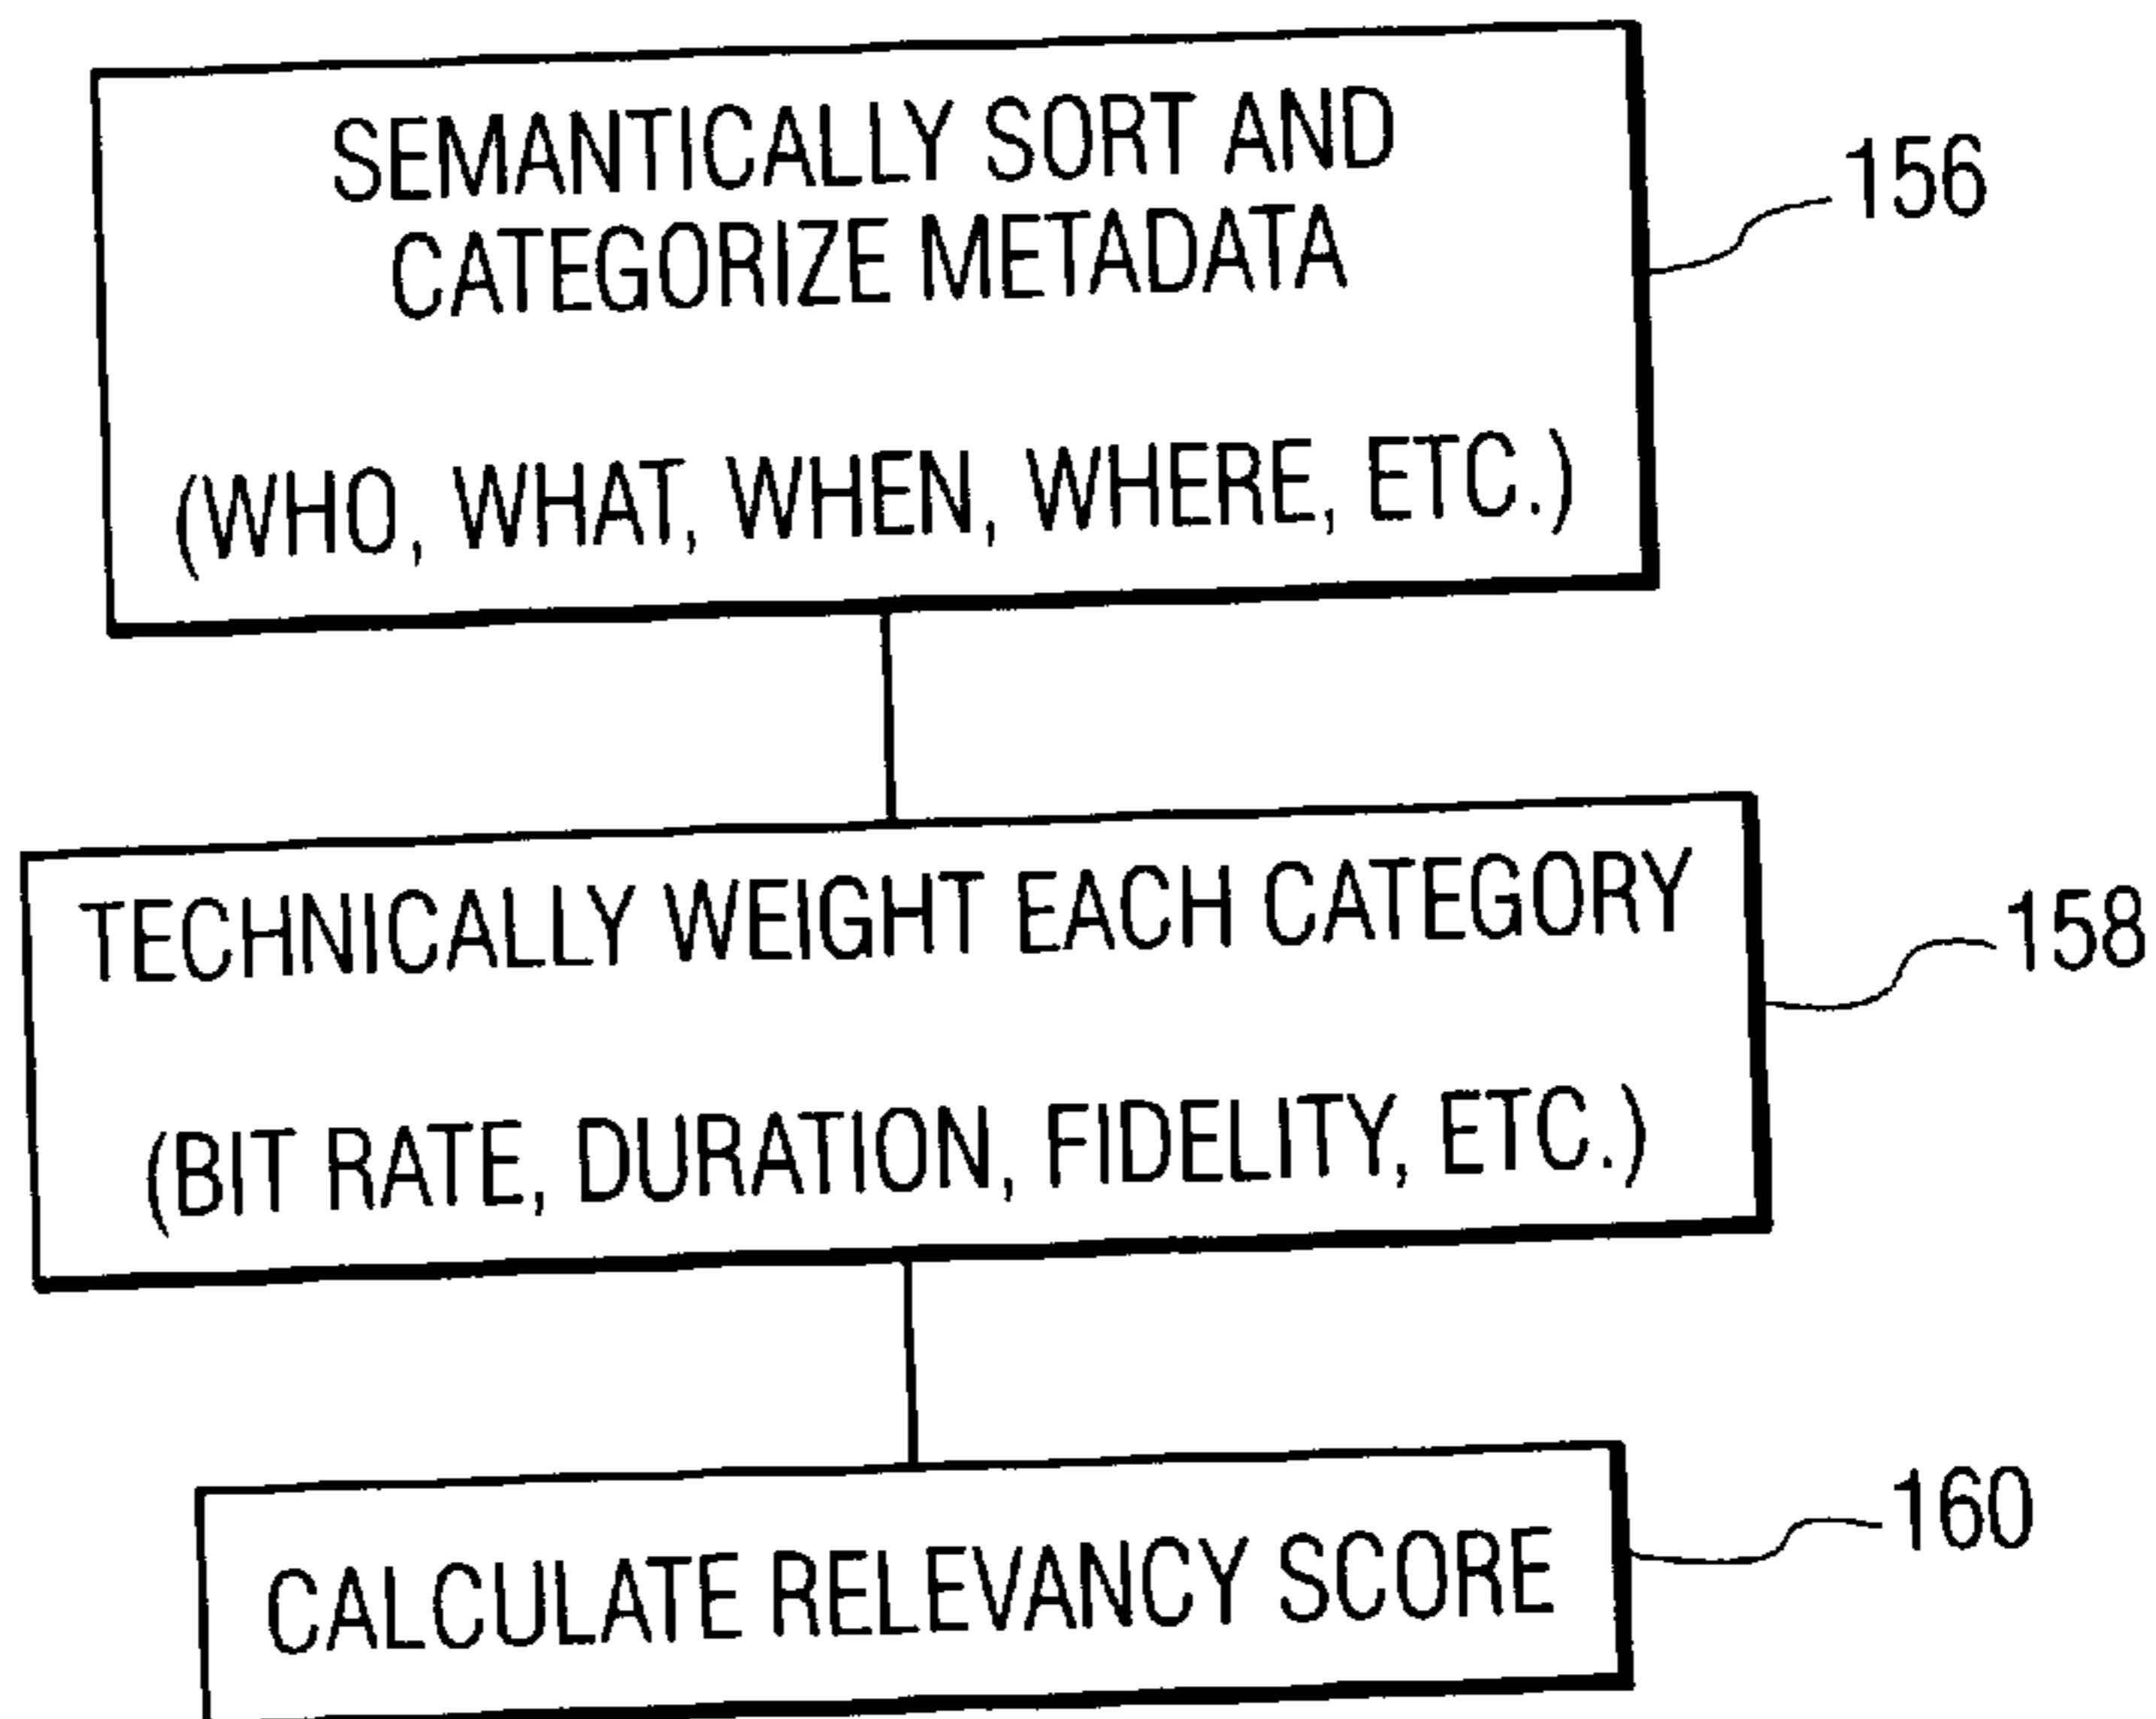 SEMANTICALLY SORT AND
CATEGORIZE METADATA
(WHO, WHAT, WHEN, WHERE, ETC.)
156
TECHNICALLY WEIGHT EACH CATEGORY
(BIT RATE, DURATION, FIDELITY, ETC.)
158
CALCULATE RELEVANCY SCORE
160